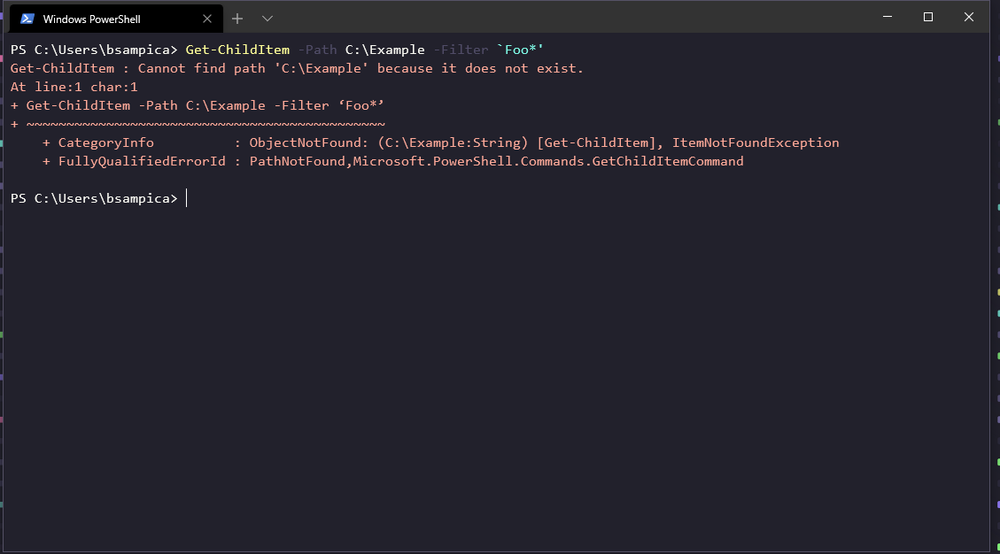 Windows PowerShell
PS C:\Users\bsampica> Get-ChildItem -Path C:\Example -Filter `Foo*'
Get-ChildItem : Cannot find path 'C:\Example' because it does not exist.
At line:1 char:1
+ Get-ChildItem -Path C:\Example -Filter ‘Foo*’
+ ~~~~~~~~~~~~~~~~~~~~~~~~~~~~~~~~~~~~~~~~~~~~~
    + CategoryInfo          : ObjectNotFound: (C:\Example:String) [Get-ChildItem], ItemNotFoundException
    + FullyQualifiedErrorId : PathNotFound,Microsoft.PowerShell.Commands.GetChildItemCommand
PS C:\Users\bsampica>